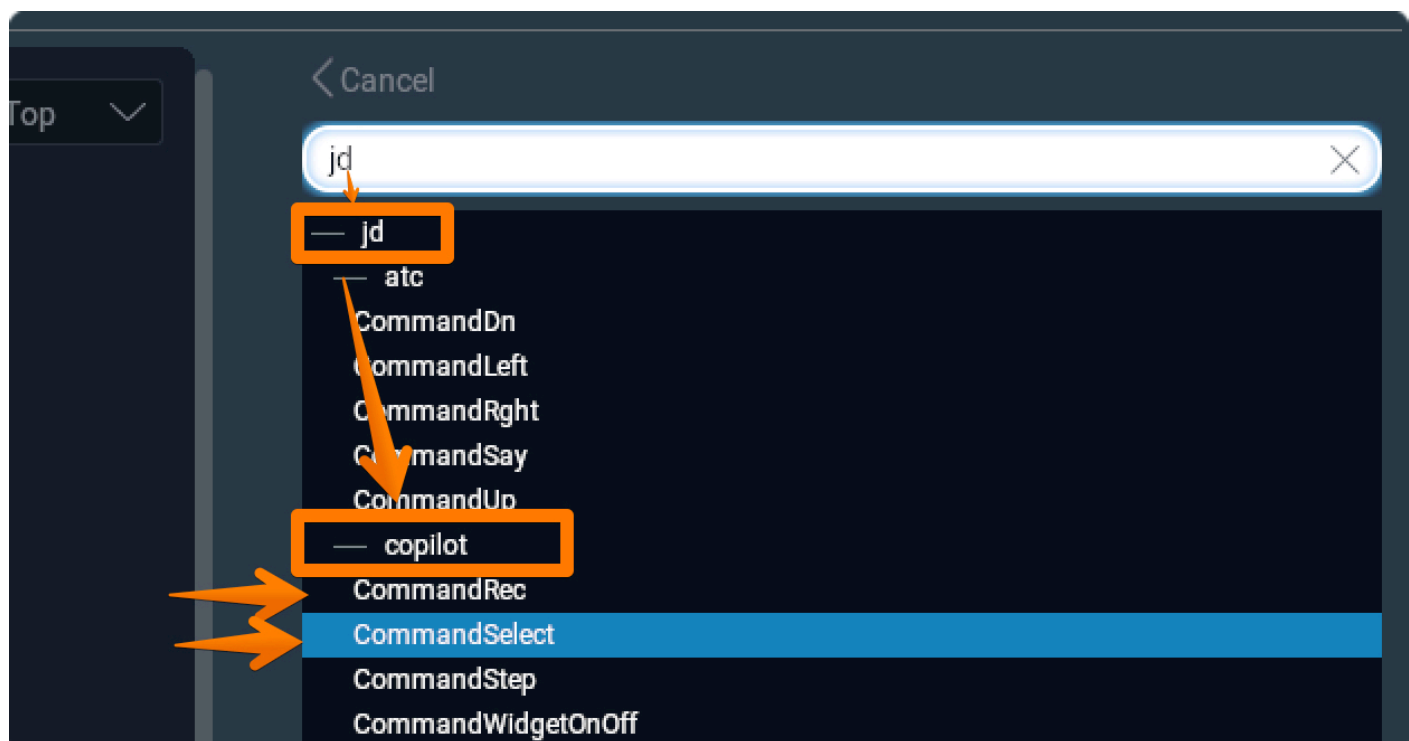 Cancel
Top
jd
— jd
— atc
CommandDn
CommandLeft
CommandRght
CommandSay
CommandUp
— copilot
CommandRec
CommandSelect
CommandStep
CommandWidgetOnOff